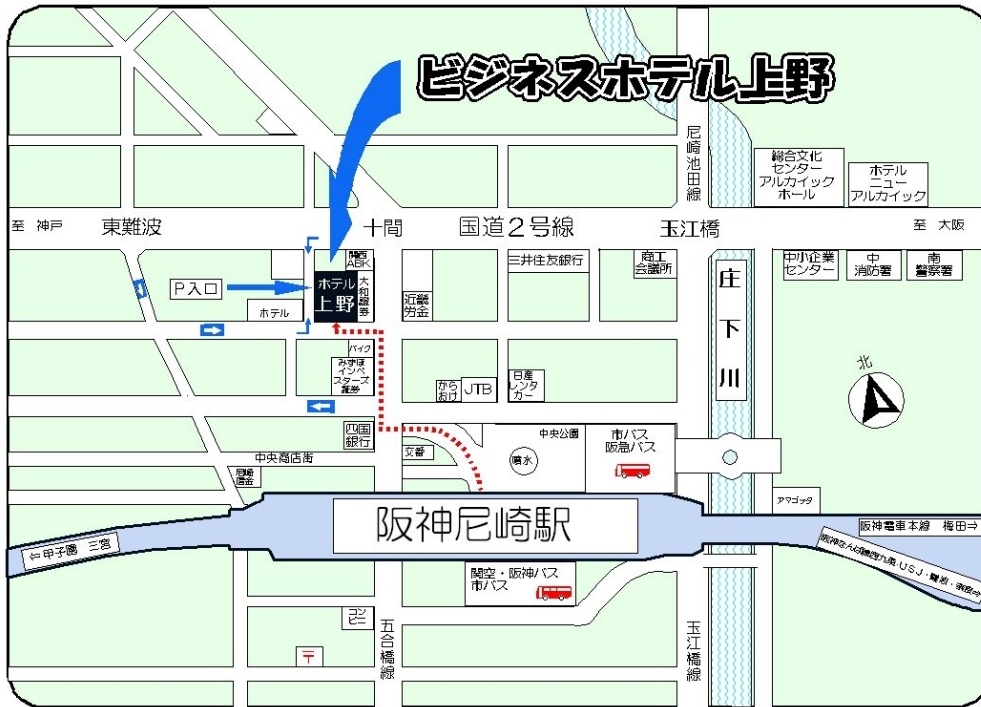 ビジネスホテル上野
尼崎池田線
総合文化
センター
アルカイック
ホール
ホテル
ニュー
アルカイック
至 神戸
東難波
十間
国道2号線
玉江橋
至 大阪
関西
ABK
三井住友銀行
商工
会議所
中小企業
センター
中
消防署
南
警察署
P入口
ホテル
上野
大和證券
近畿
労金
庄下川
ホテル
バイク
みずほ
インベ
スターズ
証券
から
おけ
JTB
日産
レンタ
カー
北
四国
銀行
中央公園
市バス
阪急バス
中央商店街
交番
噴水
尼崎
信金
アマゴッタ
阪神尼崎駅
阪神電車本線 梅田⇒
⇐甲子園 三宮
関空・阪神バス
市バス
コン
ビニ
五合橋線
玉江橋線
〒